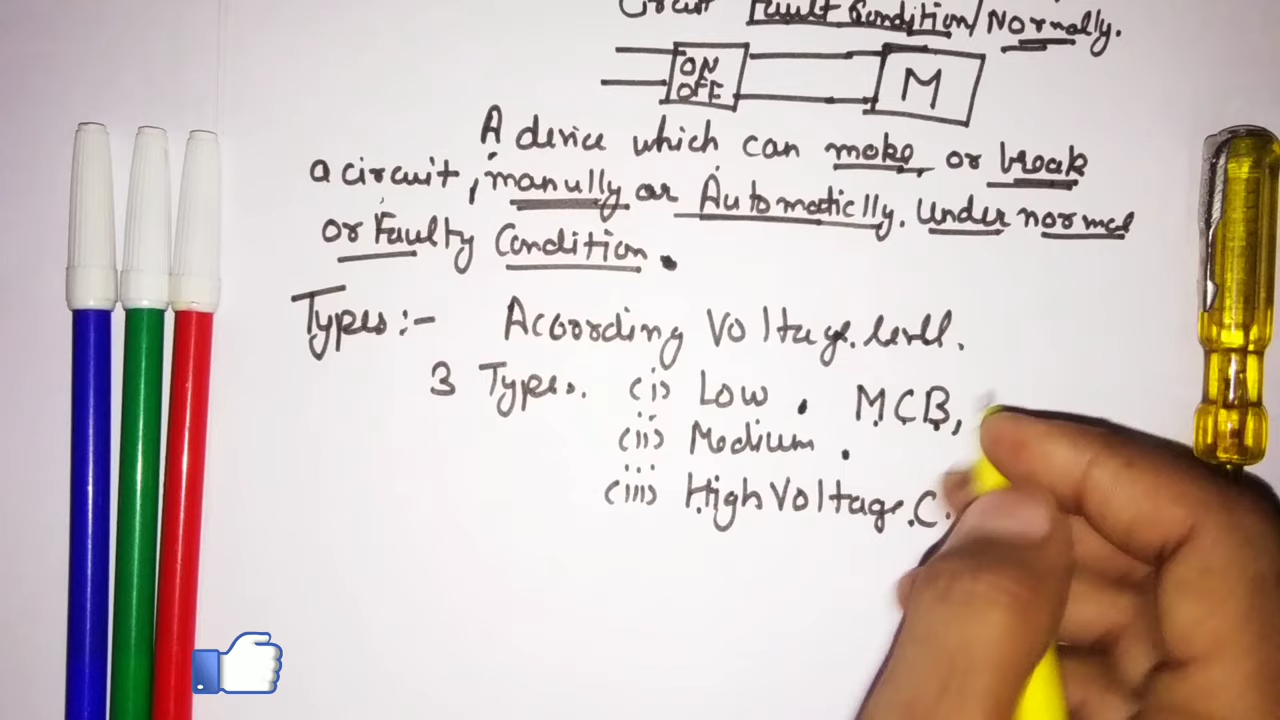 Fault Condition/Normally.
ON
OFF
M
A device which can make, or break
a circuit, manully or Automaticlly. Under normal
or Faulty Condition.
Types:- Acoording Voltage level.
3 Types. (i) Low. MCB,
(ii) Medium.
(iii) High Voltage. C.